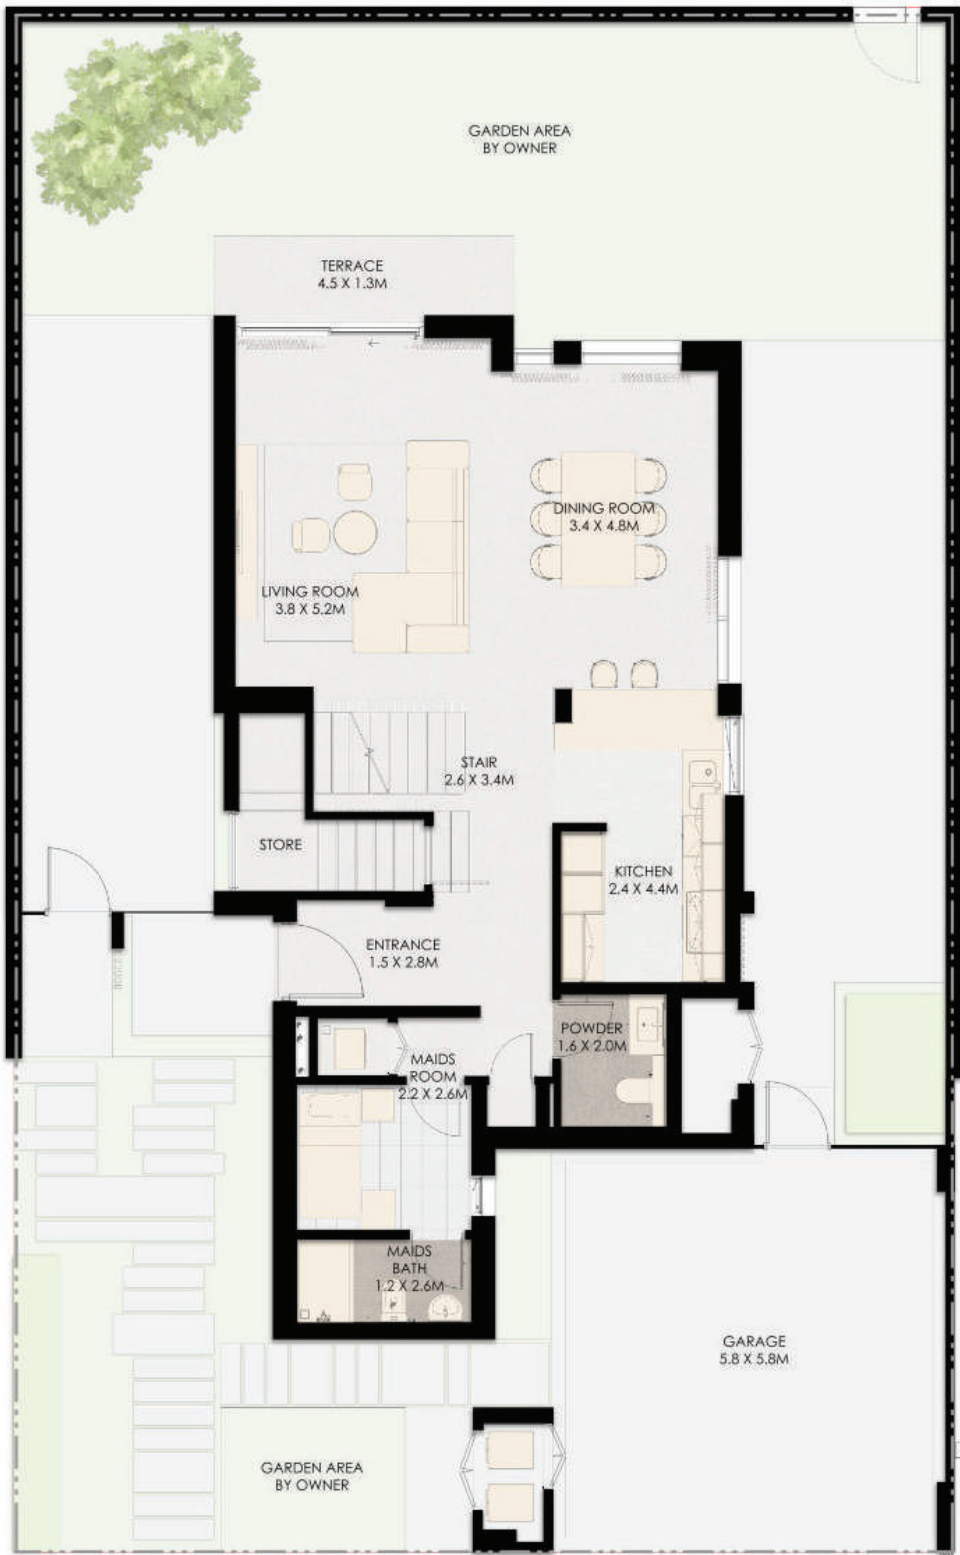 GARDEN AREA
BY OWNER
TERRACE
4.5 X 1.3M
DINING ROOM
3.4 X 4.8M
LIVING ROOM
3.8 X 5.2M
STAIR
2.6 X 3.4M
STORE
KITCHEN
2.4 X 4.4M
ENTRANCE
1.5 X 2.8M
POWDER
1.6 X 2.0M
MAIDS
ROOM
2.2 X 2.6M
MAIDS
BATH
1.2 X 2.6M
GARAGE
5.8 X 5.8M
GARDEN AREA
BY OWNER